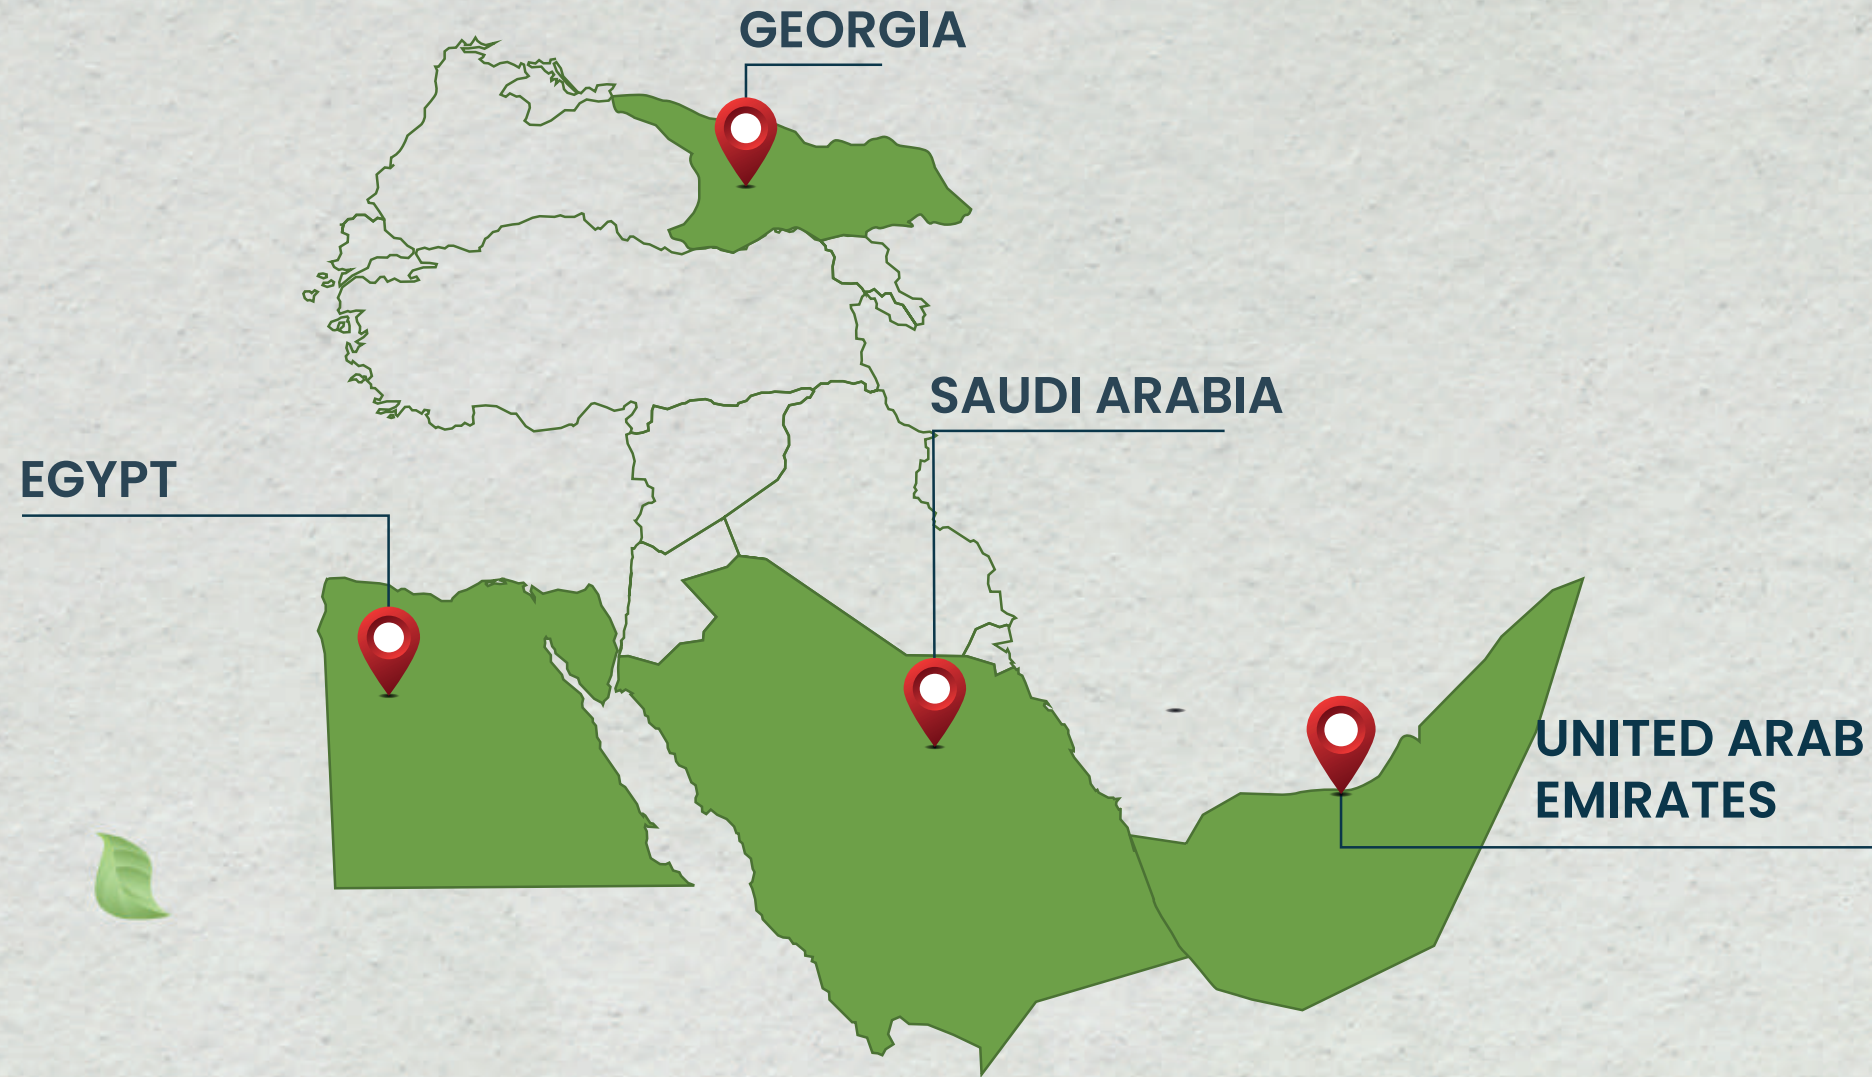 GEORGIA
SAUDI ARABIA
EGYPT
UNITED ARAB
EMIRATES